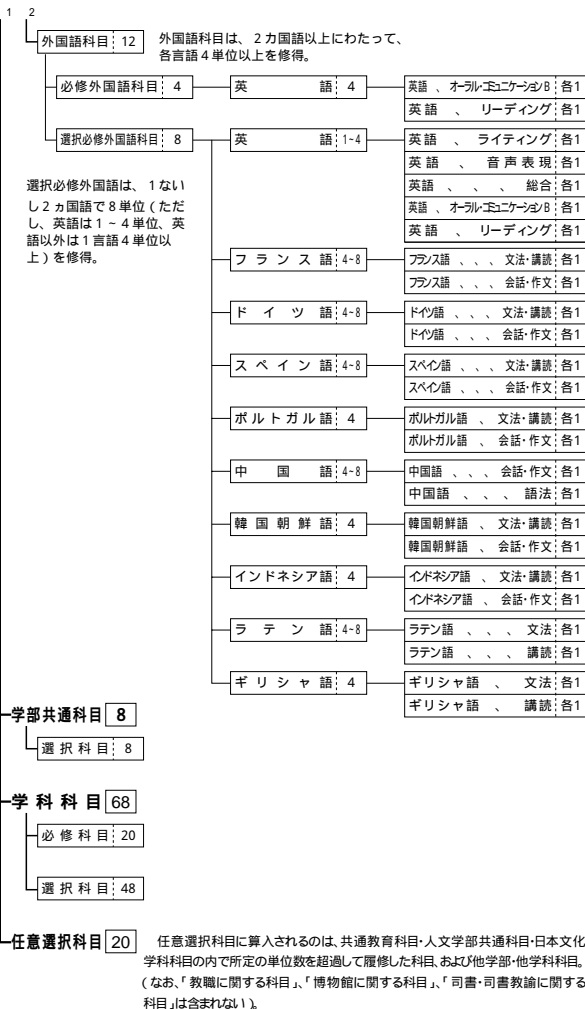 1 2
外国語科目 12
外国語科目は、2カ国語以上にわたって、
各言語4単位以上を修得。
必修外国語科目 4
英語 4
英語 、 オーラル・コミュニケーションB 各1
英語 、 リーディング 各1
選択必修外国語科目 8
英語 1~4
英語 、 ライティング 各1
英語 、 音声表現 各1
英語 、 、 、 総合 各1
英語 、 オーラル・コミュニケーションB 各1
英語 、 リーディング 各1
選択必修外国語は、1ない
し2ヵ国語で8単位(ただ
し、英語は1~4単位、英
語以外は1言語4単位以
上)を修得。
フランス語 4~8
フランス語 、 、 、 文法・講読 各1
フランス語 、 、 、 会話・作文 各1
ドイツ語 4~8
ドイツ語 、 、 、 文法・講読 各1
ドイツ語 、 、 、 会話・作文 各1
スペイン語 4~8
スペイン語 、 、 、 文法・講読 各1
スペイン語 、 、 、 会話・作文 各1
ポルトガル語 4
ポルトガル語 、 文法・講読 各1
ポルトガル語 、 会話・作文 各1
中国語 4~8
中国語 、 、 、 会話・作文 各1
中国語 、 、 、 語法 各1
韓国朝鮮語 4
韓国朝鮮語 、 文法・講読 各1
韓国朝鮮語 、 会話・作文 各1
インドネシア語 4
インドネシア語 、 文法・講読 各1
インドネシア語 、 会話・作文 各1
ラテン語 4~8
ラテン語 、 、 、 文法 各1
ラテン語 、 、 、 講読 各1
ギリシャ語 4
ギリシャ語 、 文法 各1
ギリシャ語 、 講読 各1
学部共通科目 8
選択科目 8
学科科目 68
必修科目 20
選択科目 48
任意選択科目 20
任意選択科目に算入されるのは、共通教育科目・人文学部共通科目・日本文化
学科科目の内で所定の単位数を超過して履修した科目、および他学部・他学科科目。
(なお、「教職に関する科目」、「博物館に関する科目」、「司書・司書教諭に関する
科目」は含まれない)。